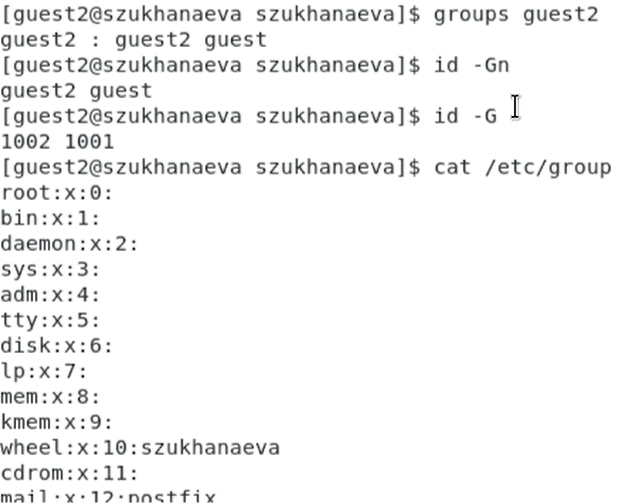 [guest2@szukhanaeva szukhanaeva]$ groups guest2
guest2 : guest2 guest
[guest2@szukhanaeva szukhanaeva]$ id -Gn
guest2 guest
[guest2@szukhanaeva szukhanaeva]$ id -G
1002 1001
[guest2@szukhanaeva szukhanaeva]$ cat /etc/group
root:x:0:
bin:x:1:
daemon:x:2:
sys:x:3:
adm:x:4:
tty:x:5:
disk:x:6:
lp:x:7:
mem:x:8:
kmem:x:9:
wheel:x:10:szukhanaeva
cdrom:x:11:
mail:x:12:postfix